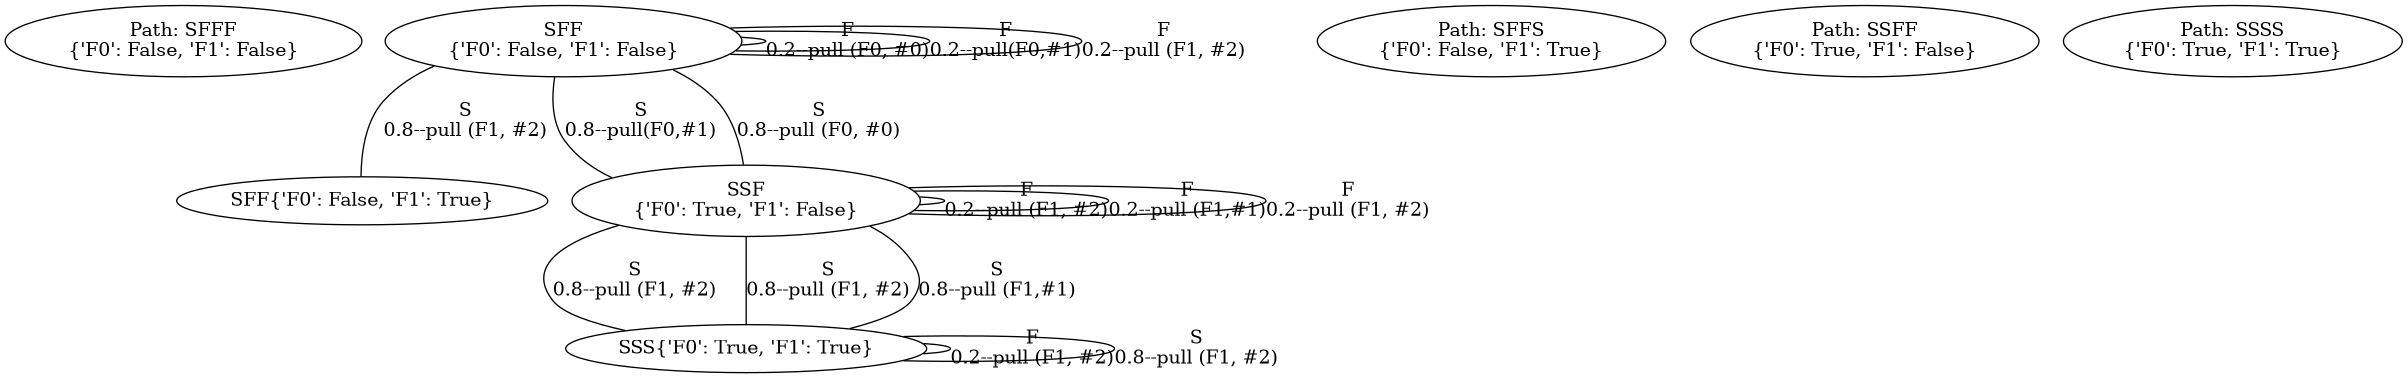 Path: SFFF
{'F0': False, 'F1': False}
SFF
{'F0': False, 'F1': False}
F
0.2--pull (F0, #0)
F
0.2--pull(F0,#1)
F
0.2--pull (F1, #2)
Path: SFFS
{'F0': False, 'F1': True}
Path: SSFF
{'F0': True, 'F1': False}
Path: SSSS
{'F0': True, 'F1': True}
S
0.8--pull (F1, #2)
S
0.8--pull(F0,#1)
S
0.8--pull (F0, #0)
SFF{'F0': False, 'F1': True}
SSF
{'F0': True, 'F1': False}
F
0.2--pull (F1, #2)
F
0.2--pull (F1,#1)
F
0.2--pull (F1, #2)
S
0.8--pull (F1, #2)
S
0.8--pull (F1, #2)
S
0.8--pull (F1,#1)
SSS{'F0': True, 'F1': True}
F
0.2--pull (F1, #2)
S
0.8--pull (F1, #2)